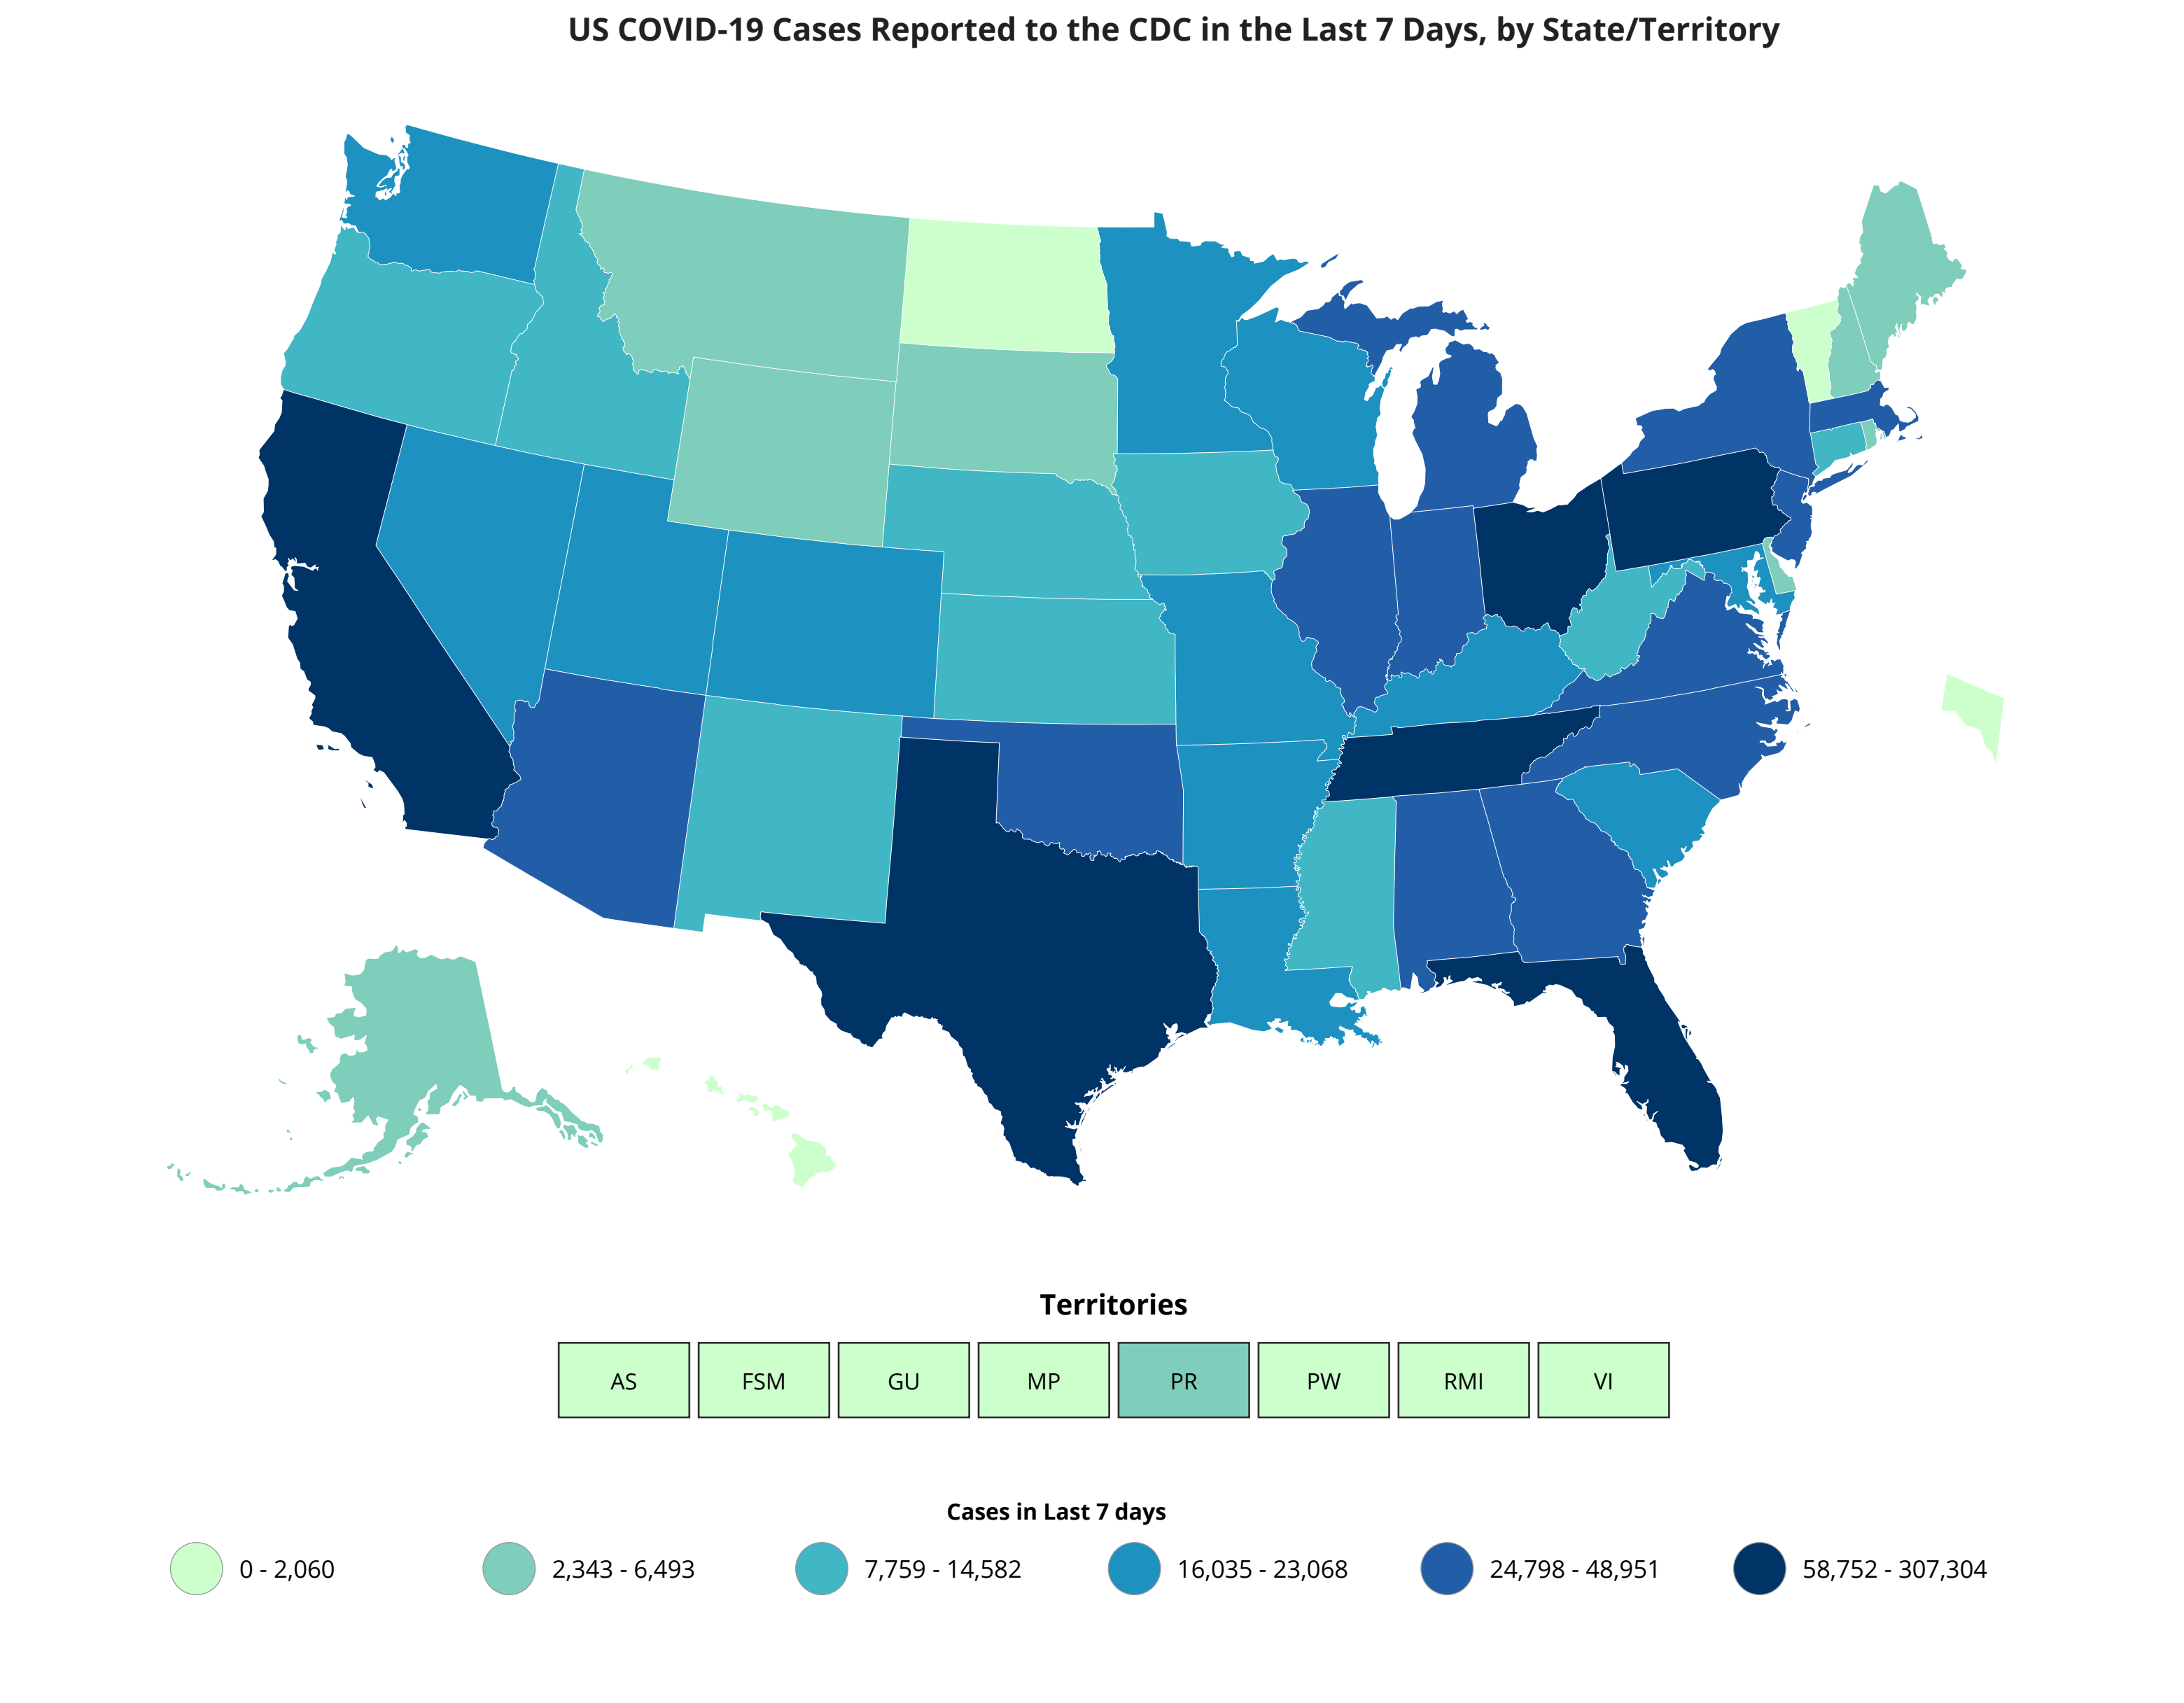 US COVID-19 Cases Reported to the CDC in the Last 7 Days, by State/Territory
Territories
AS FSM GU MP PR PW RMI VI
Cases in Last 7 days
0 - 2,060 2,343 - 6,493 7,759 - 14,582 16,035 - 23,068 24,798 - 48,951 58,752 - 307,304